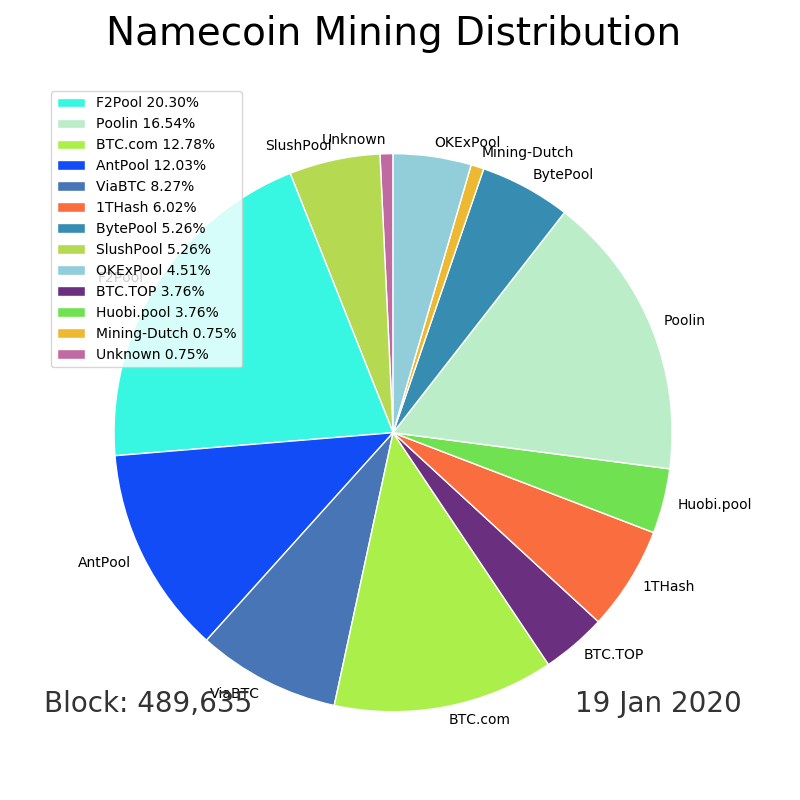 Namecoin Mining Distribution
F2Pool 20.30%
Poolin 16.54%
BTC.com 12.78%
AntPool 12.03%
ViaBTC 8.27%
1THash 6.02%
BytePool 5.26%
SlushPool 5.26%
OKExPool 4.51%
BTC.TOP 3.76%
Huobi.pool 3.76%
Mining-Dutch 0.75%
Unknown 0.75%
SlushPool
Unknown
OKExPool
Mining-Dutch
BytePool
F2Pool
Poolin
Huobi.pool
AntPool
1THash
BTC.TOP
ViaBTC
Block: 489,635
19 Jan 2020
BTC.com